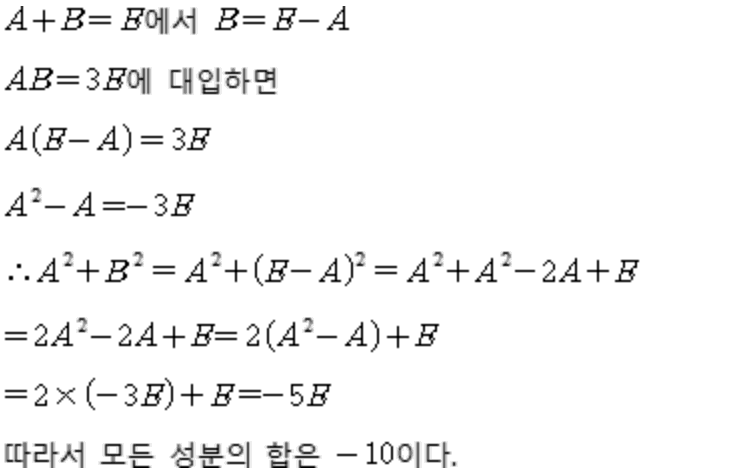 A+B=E에서 B=E-A
AB=3E에 대입하면
A(E-A)=3E
A²-A=-3E
∴A²+B²=A²+(E-A)²=A²+A²-2A+E
=2A²-2A+E=2(A²-A)+E
=2×(-3E)+E=-5E
따라서 모든 성분의 합은 -10이다.